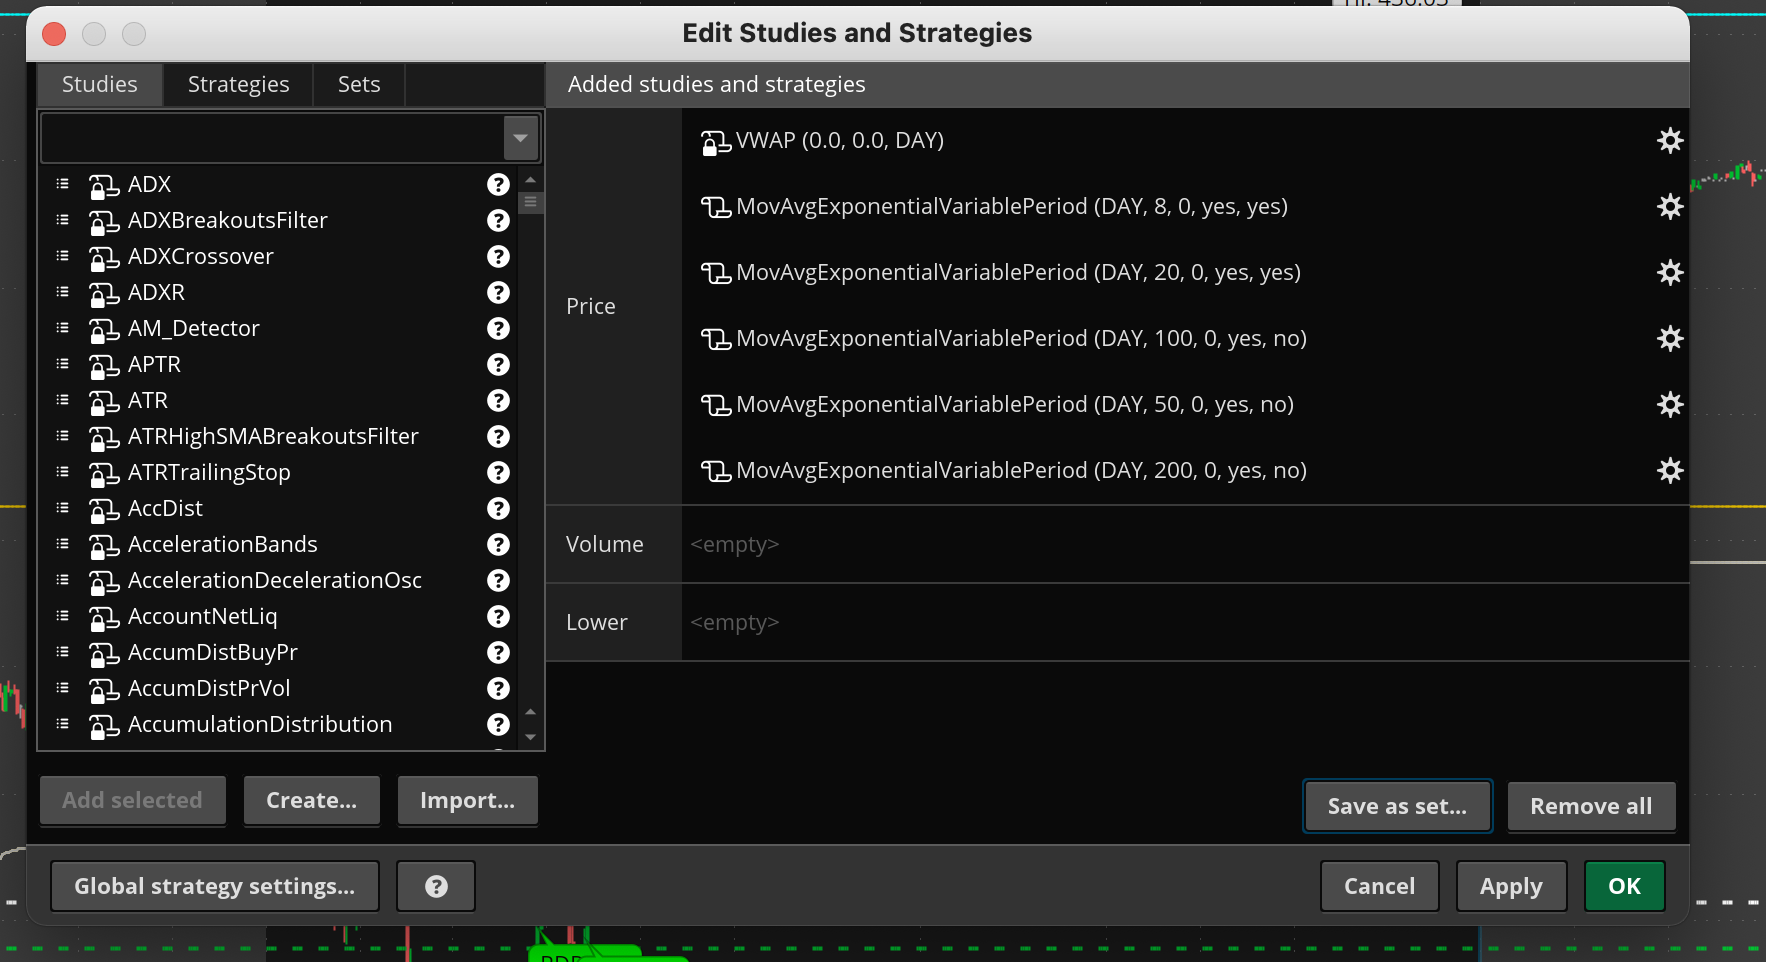 Edit Studies and Strategies
Studies
Strategies
Sets
ADX
ADXBreakoutsFilter
ADXCrossover
ADXR
AM_Detector
APTR
ATR
ATRHighSMABreakoutsFilter
ATRTrailingStop
AccDist
AccelerationBands
AccelerationDecelerationOsc
AccountNetLiq
AccumDistBuyPr
AccumDistPrVol
AccumulationDistribution
Add selected
Create...
Import...
Added studies and strategies
Price
VWAP (0.0, 0.0, DAY)
MovAvgExponentialVariablePeriod (DAY, 8, 0, yes, yes)
MovAvgExponentialVariablePeriod (DAY, 20, 0, yes, yes)
MovAvgExponentialVariablePeriod (DAY, 100, 0, yes, no)
MovAvgExponentialVariablePeriod (DAY, 50, 0, yes, no)
MovAvgExponentialVariablePeriod (DAY, 200, 0, yes, no)
Volume
<empty>
Lower
<empty>
Save as set...
Remove all
Global strategy settings...
?
Cancel
Apply
OK